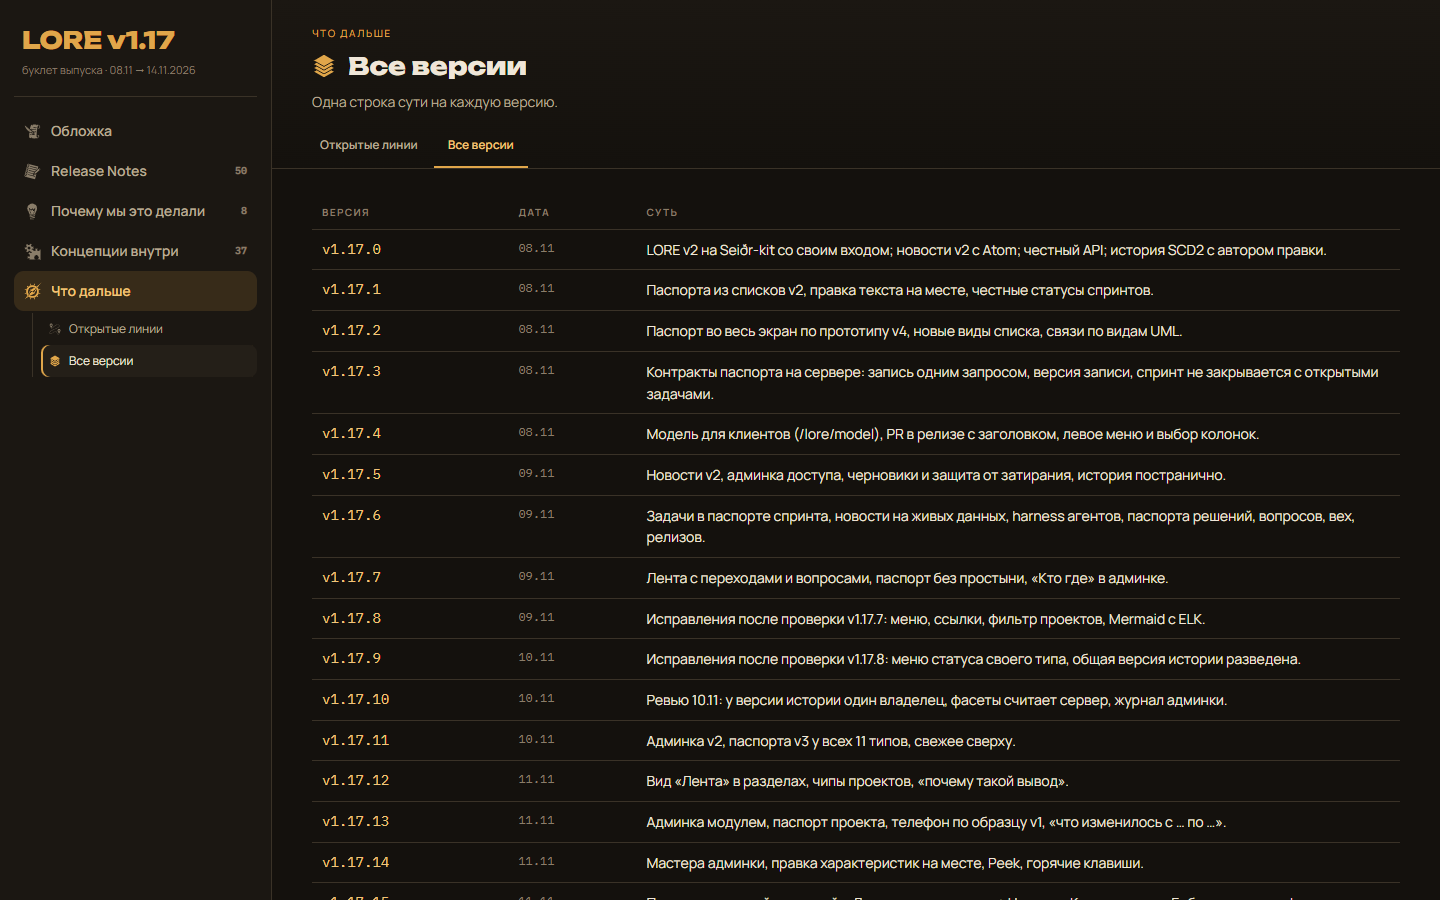 LORE v1.17
буклет выпуска · 08.11 → 14.11.2026
Обложка
Release Notes 50
Почему мы это делали 8
Концепции внутри 37
Что дальше
Открытые линии
Все версии
ЧТО ДАЛЬШЕ
Все версии
Одна строка сути на каждую версию.
Открытые линии Все версии
ВЕРСИЯ ДАТА СУТЬ
v1.17.0 08.11 LORE v2 на Seiðr-kit со своим входом; новости v2 с Atom; честный API; история SCD2 с автором правки.
v1.17.1 08.11 Паспорта из списков v2, правка текста на месте, честные статусы спринтов.
v1.17.2 08.11 Паспорт во весь экран по прототипу v4, новые виды списка, связи по видам UML.
v1.17.3 08.11 Контракты паспорта на сервере: запись одним запросом, версия записи, спринт не закрывается с открытыми
задачами.
v1.17.4 08.11 Модель для клиентов (/lore/model), PR в релизе с заголовком, левое меню и выбор колонок.
v1.17.5 09.11 Новости v2, админка доступа, черновики и защита от затирания, история постранично.
v1.17.6 09.11 Задачи в паспорте спринта, новости на живых данных, harness агентов, паспорта решений, вопросов, вех,
релизов.
v1.17.7 09.11 Лента с переходами и вопросами, паспорт без простыни, «Кто где» в админке.
v1.17.8 09.11 Исправления после проверки v1.17.7: меню, ссылки, фильтр проектов, Mermaid с ELK.
v1.17.9 10.11 Исправления после проверки v1.17.8: меню статуса своего типа, общая версия истории разведена.
v1.17.10 10.11 Ревью 10.11: у версии истории один владелец, фасеты считает сервер, журнал админки.
v1.17.11 10.11 Админка v2, паспорта v3 у всех 11 типов, свежее сверху.
v1.17.12 11.11 Вид «Лента» в разделах, чипы проектов, «почему такой вывод».
v1.17.13 11.11 Админка модулем, паспорт проекта, телефон по образцу v1, «что изменилось с … по …».
v1.17.14 11.11 Мастера админки, правка характеристик на месте, Peek, горячие клавиши.